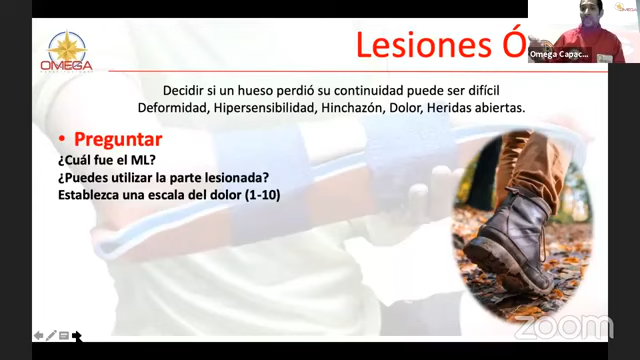 OMEGA
Lesiones Ó
OMEGA
Omega Capac...
Decidir si un hueso perdió su continuidad puede ser difícil
Deformidad, Hipersensibilidad, Hinchazón, Dolor, Heridas abiertas.
• Preguntar
¿Cuál fue el ML?
¿Puedes utilizar la parte lesionada?
Establezca una escala del dolor (1-10)
zoom